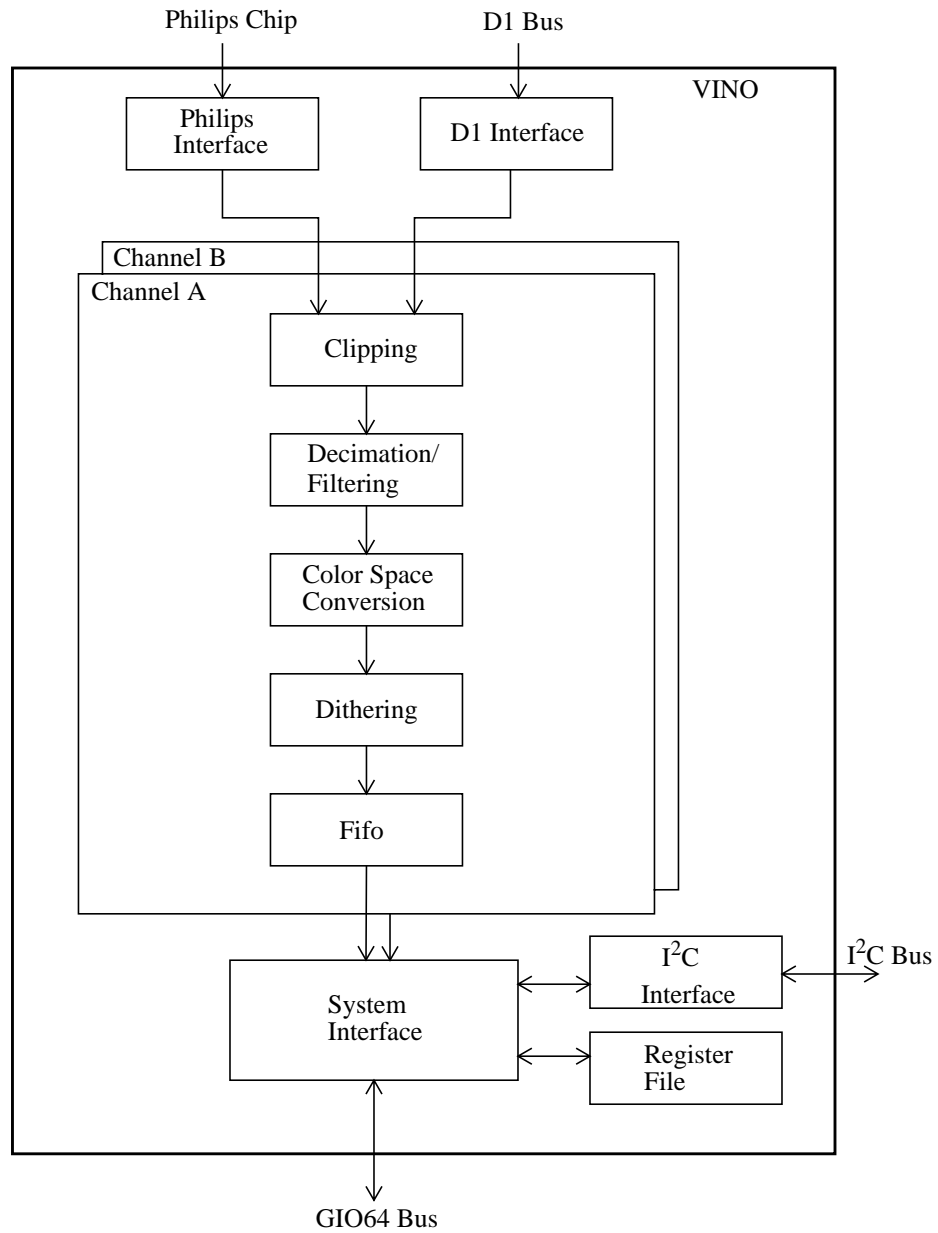 Philips Chip
D1 Bus
VINO
Philips
Interface
D1 Interface
Channel B
Channel A
Clipping
Decimation/
Filtering
Color Space
Conversion
Dithering
Fifo
System
Interface
I²C
Interface
I²C Bus
Register
File
GIO64 Bus